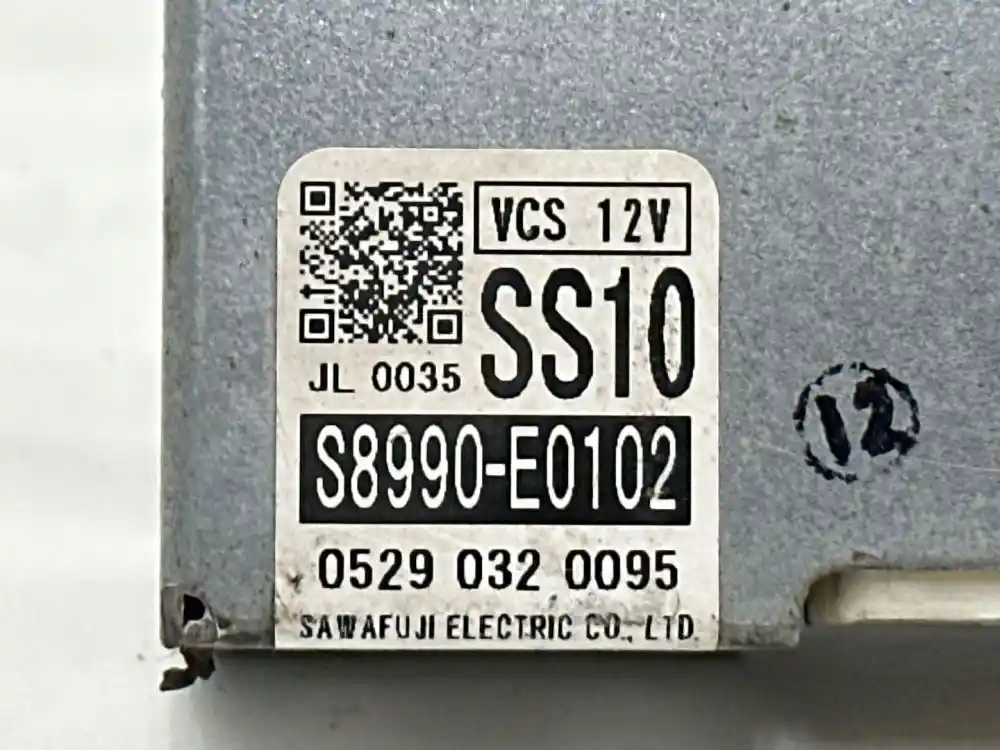 VCS 12V
SS10
JL 0035
S8990-E0102
0529 032 0095
SAWAFUJI ELECTRIC CO., LTD.
12